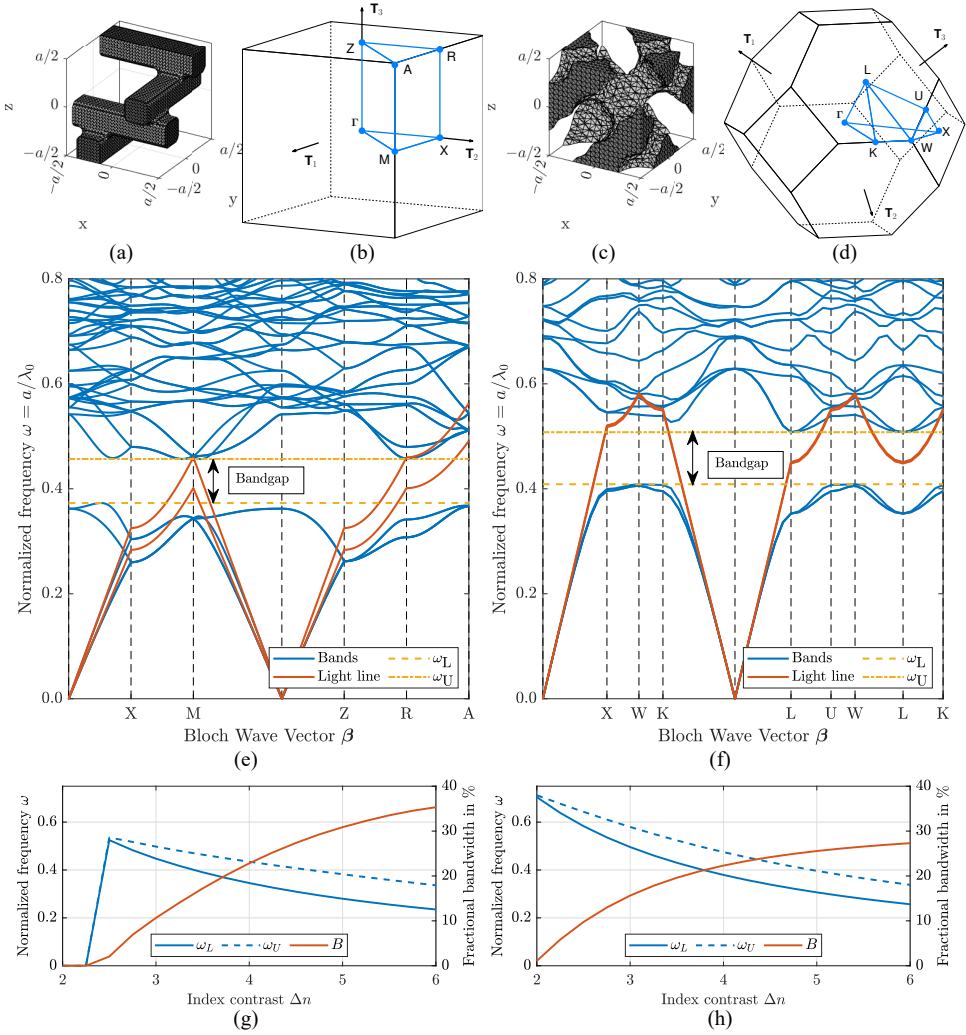 z
a/2
0
−a/2
−a/2
0
a/2
−a/2
0
a/2
x
y
(a)
T3
Z
R
A
Γ
X
M
T1
T2
(b)
z
a/2
0
−a/2
−a/2
0
a/2
−a/2
0
a/2
x
y
(c)
T1
T3
L
U
Γ
X
K
W
T2
(d)
Normalized frequency ω = a/λ0
0.8
0.6
0.4
0.2
0.0
Bandgap
Bands
Light line
ωL
ωU
X M Z R A
Bloch Wave Vector β
(e)
Normalized frequency ω = a/λ0
0.8
0.6
0.4
0.2
0.0
Bandgap
Bands
Light line
ωL
ωU
X W K L U W L K
Bloch Wave Vector β
(f)
Normalized frequency ω
0.6
0.4
0.2
0
40
30
20
10
0
Fractional bandwidth in %
ωL ωU B
2 3 4 5 6
Index contrast Δn
(g)
Normalized frequency ω
0.6
0.4
0.2
0
40
30
20
10
0
Fractional bandwidth in %
ωL ωU B
2 3 4 5 6
Index contrast Δn
(h)